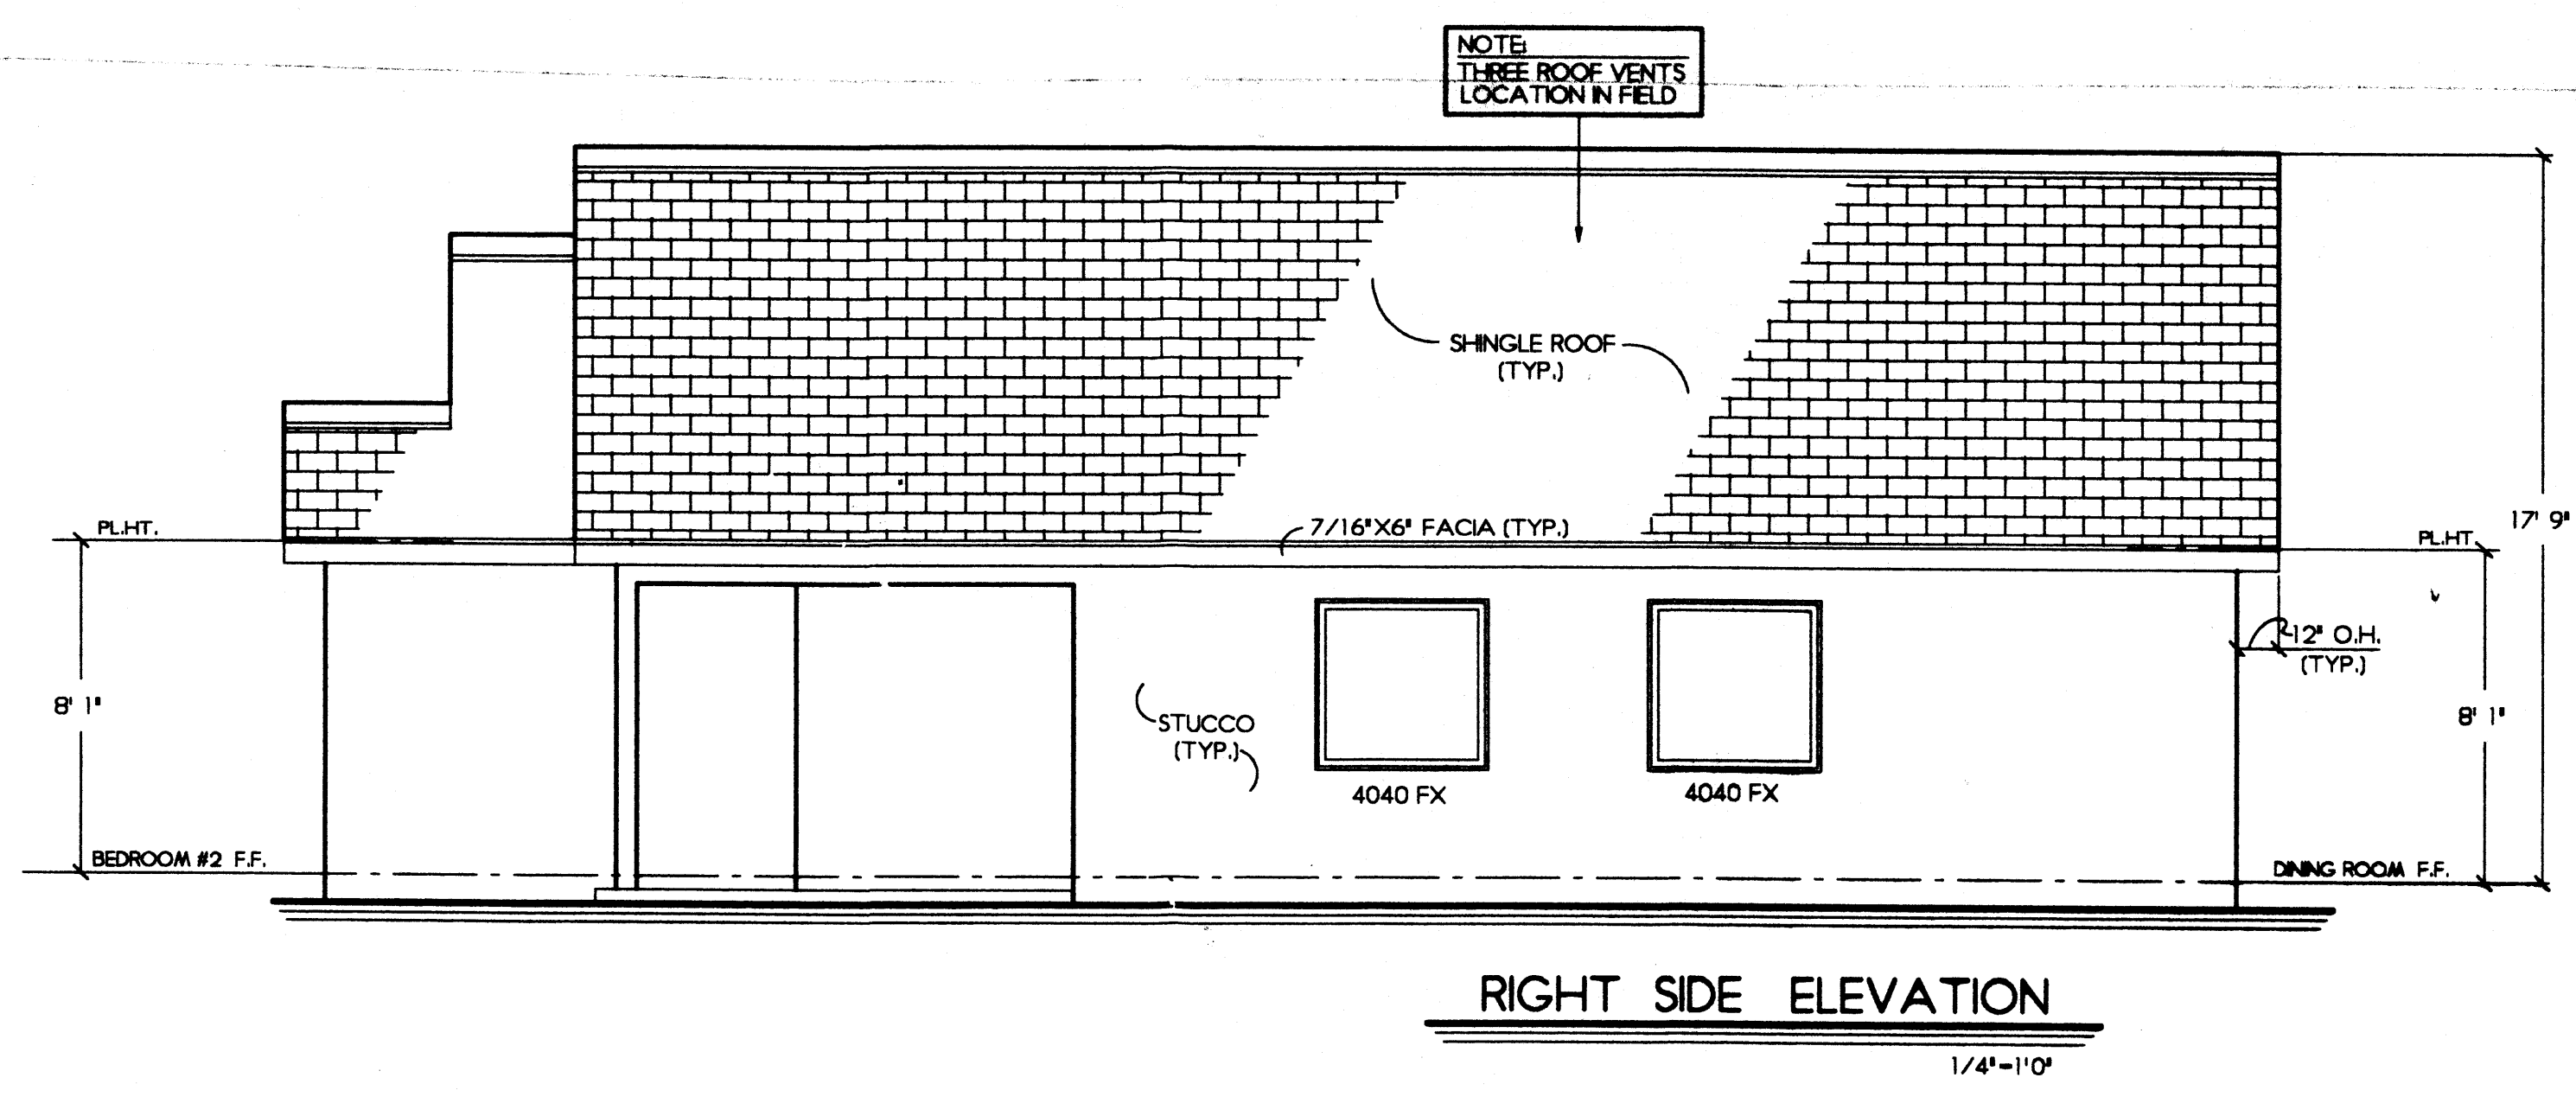 NOTE:
THREE ROOF VENTS
LOCATION IN FIELD
SHINGLE ROOF
(TYP.)
PL.HT.
7/16"X6" FACIA (TYP.)
PL.HT.
17' 9"
12" O.H.
(TYP.)
8' 1"
STUCCO
(TYP.)
8' 1"
4040 FX
4040 FX
BEDROOM #2 F.F.
DINING ROOM F.F.
RIGHT SIDE ELEVATION
1/4"-1'0"